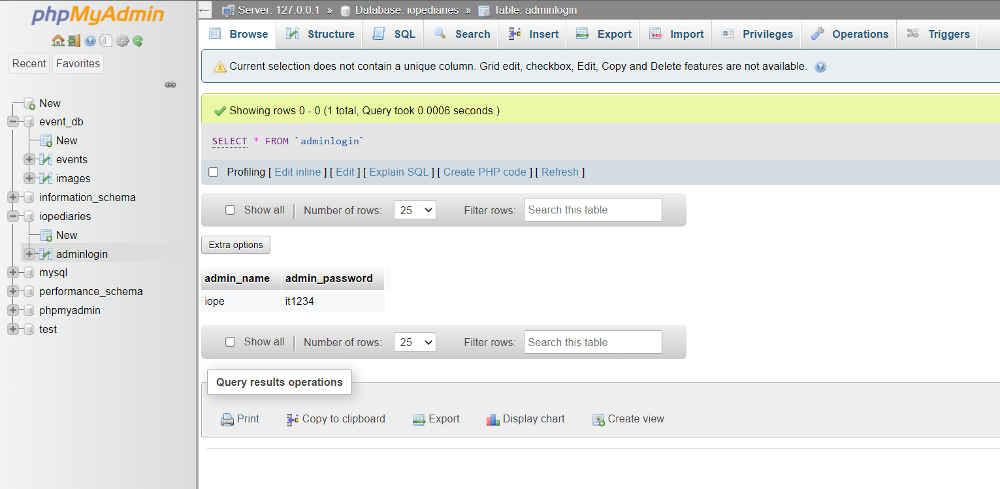 phpMyAdmin
Recent Favorites
New
event_db
New
events
images
information_schema
iopediaries
New
adminlogin
mysql
performance_schema
phpmyadmin
test
← Server: 127.0.0.1 » Database: iopediaries » Table: adminlogin
Browse Structure SQL Search Insert Export Import Privileges Operations Triggers
Current selection does not contain a unique column. Grid edit, checkbox, Edit, Copy and Delete features are not available.
Showing rows 0 - 0 (1 total, Query took 0.0006 seconds.)
SELECT * FROM `adminlogin`
Profiling [ Edit inline ] [ Edit ] [ Explain SQL ] [ Create PHP code ] [ Refresh ]
Show all | Number of rows: 25 Filter rows: Search this table
Extra options
admin_name admin_password
iope it1234
Show all | Number of rows: 25 Filter rows: Search this table
Query results operations
Print Copy to clipboard Export Display chart Create view